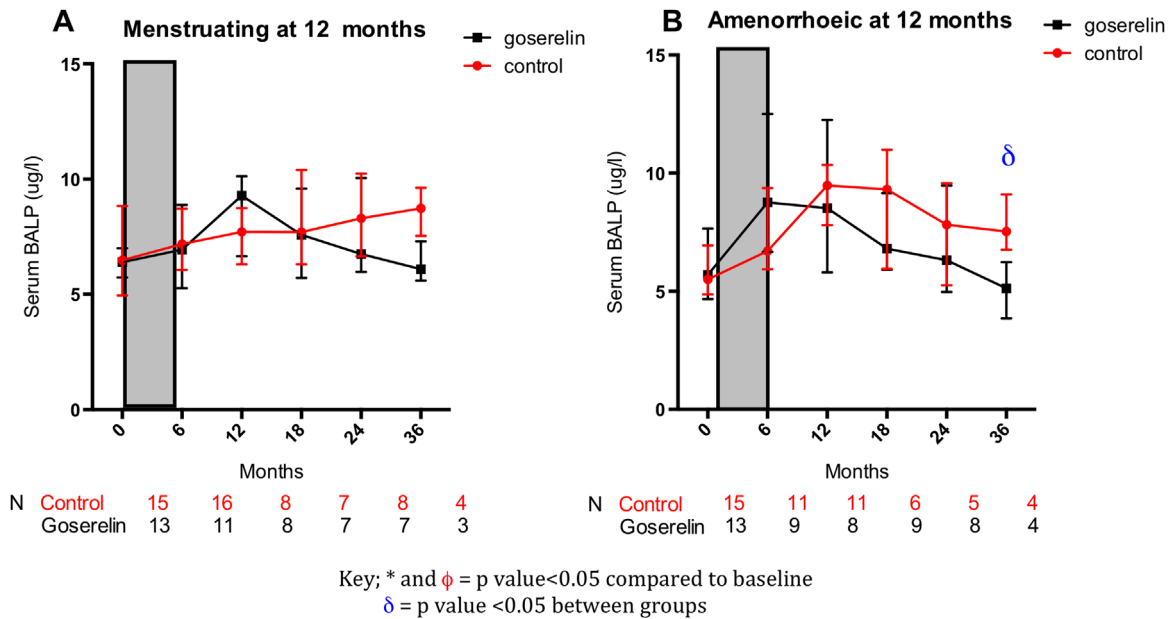 A Menstruating at 12 months
goserelin
control
15
10
5
0
Serum BALP (ug/l)
0 6 12 18 24 36
Months
N Control 15 16 8 7 8 4
Goserelin 13 11 8 7 7 3
B Amenorrhoeic at 12 months
goserelin
control
15
10
5
0
Serum BALP (ug/l)
δ
0 6 12 18 24 36
Months
N Control 15 11 11 6 5 4
Goserelin 13 9 8 9 8 4
Key; * and ϕ = p value<0.05 compared to baseline
δ = p value <0.05 between groups